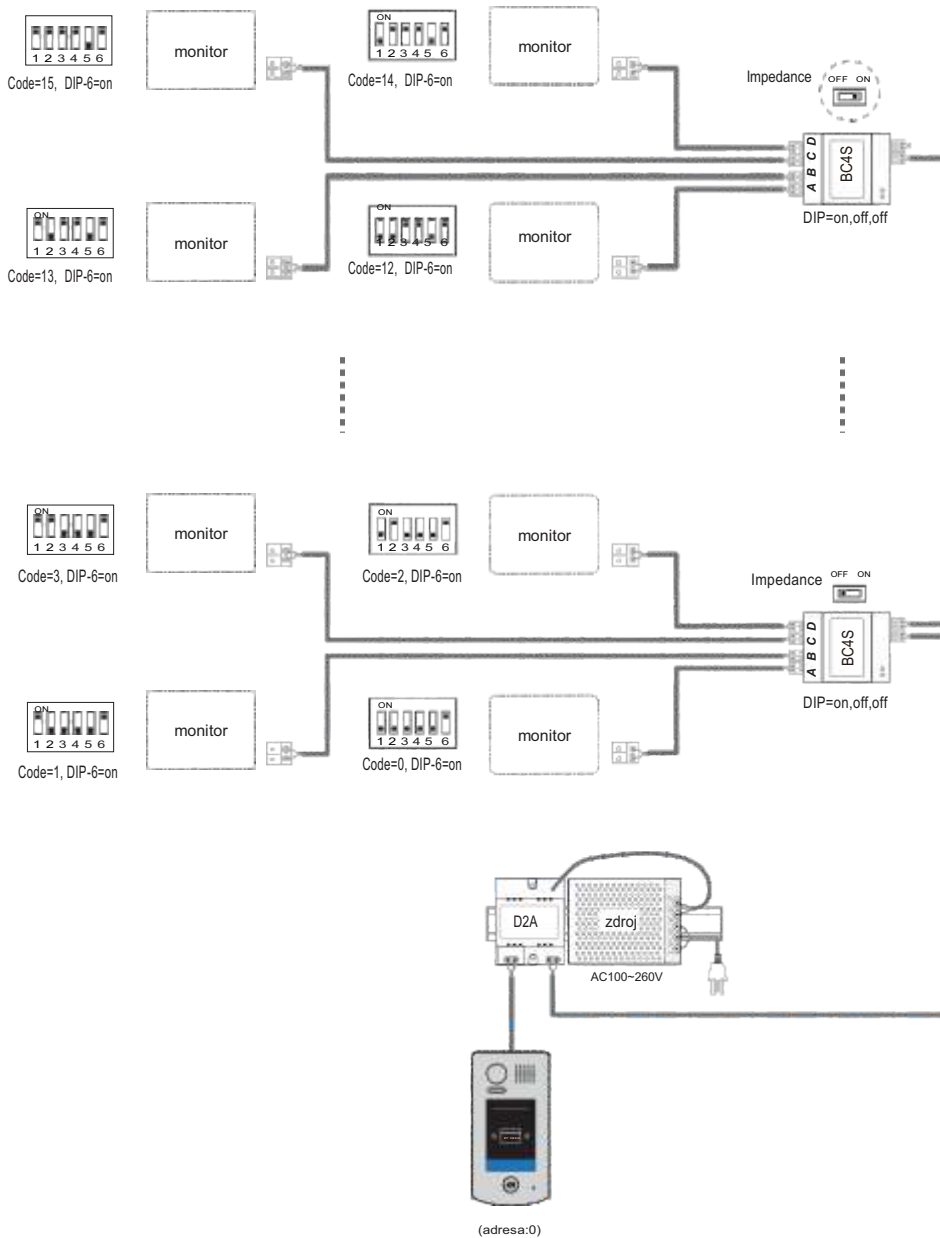 ON
monitor
monitor
1 2 3 4 5 6
1 2 3 4 5 6
Code=15, DIP-6=on
Code=14, DIP-6=on
Impedance
OFF ON
A B C D
BC4S
DIP=on,off,off
ON
monitor
monitor
1 2 3 4 5 6
1 2 3 4 5 6
Code=13, DIP-6=on
Code=12, DIP-6=on
ON
ON
monitor
monitor
1 2 3 4 5 6
1 2 3 4 5 6
Code=3, DIP-6=on
Code=2, DIP-6=on
Impedance
OFF ON
A B C D
BC4S
DIP=on,off,off
ON
ON
monitor
monitor
1 2 3 4 5 6
1 2 3 4 5 6
Code=1, DIP-6=on
Code=0, DIP-6=on
D2A
zdroj
AC100~260V
(adresa:0)